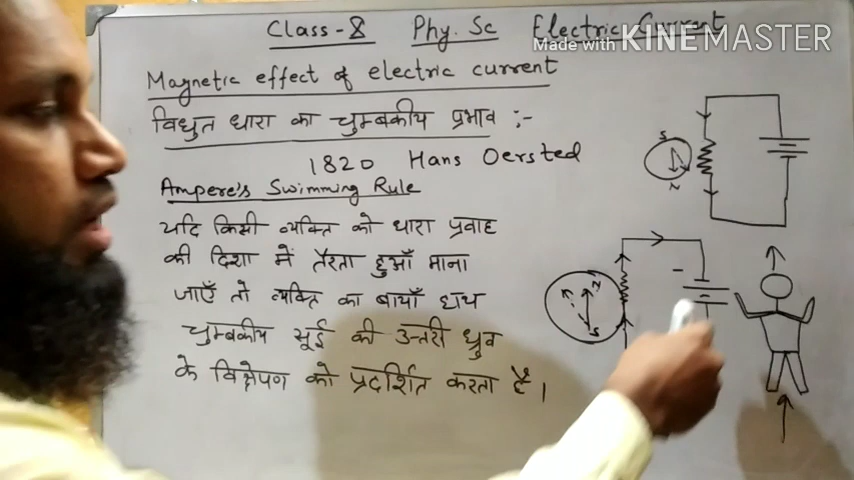 Class-8 Phy. Sc Electric Current
Made with KINEMASTER
Magnetic effect of electric current
विधुत धारा का चुम्बकीय प्रभाव :-
1820 Hans Oersted
Ampere's Swimming Rule
यदि किसी व्यक्ति को धारा प्रवाह
की दिशा में तैरता हुआँ माना
जाएँ तो व्यक्ति का बायाँ हाथ
चुम्बकीय सूई की उत्तरी ध्रुव
के विक्षेपण को प्रदर्शित करता है।
S
N
N
S
-